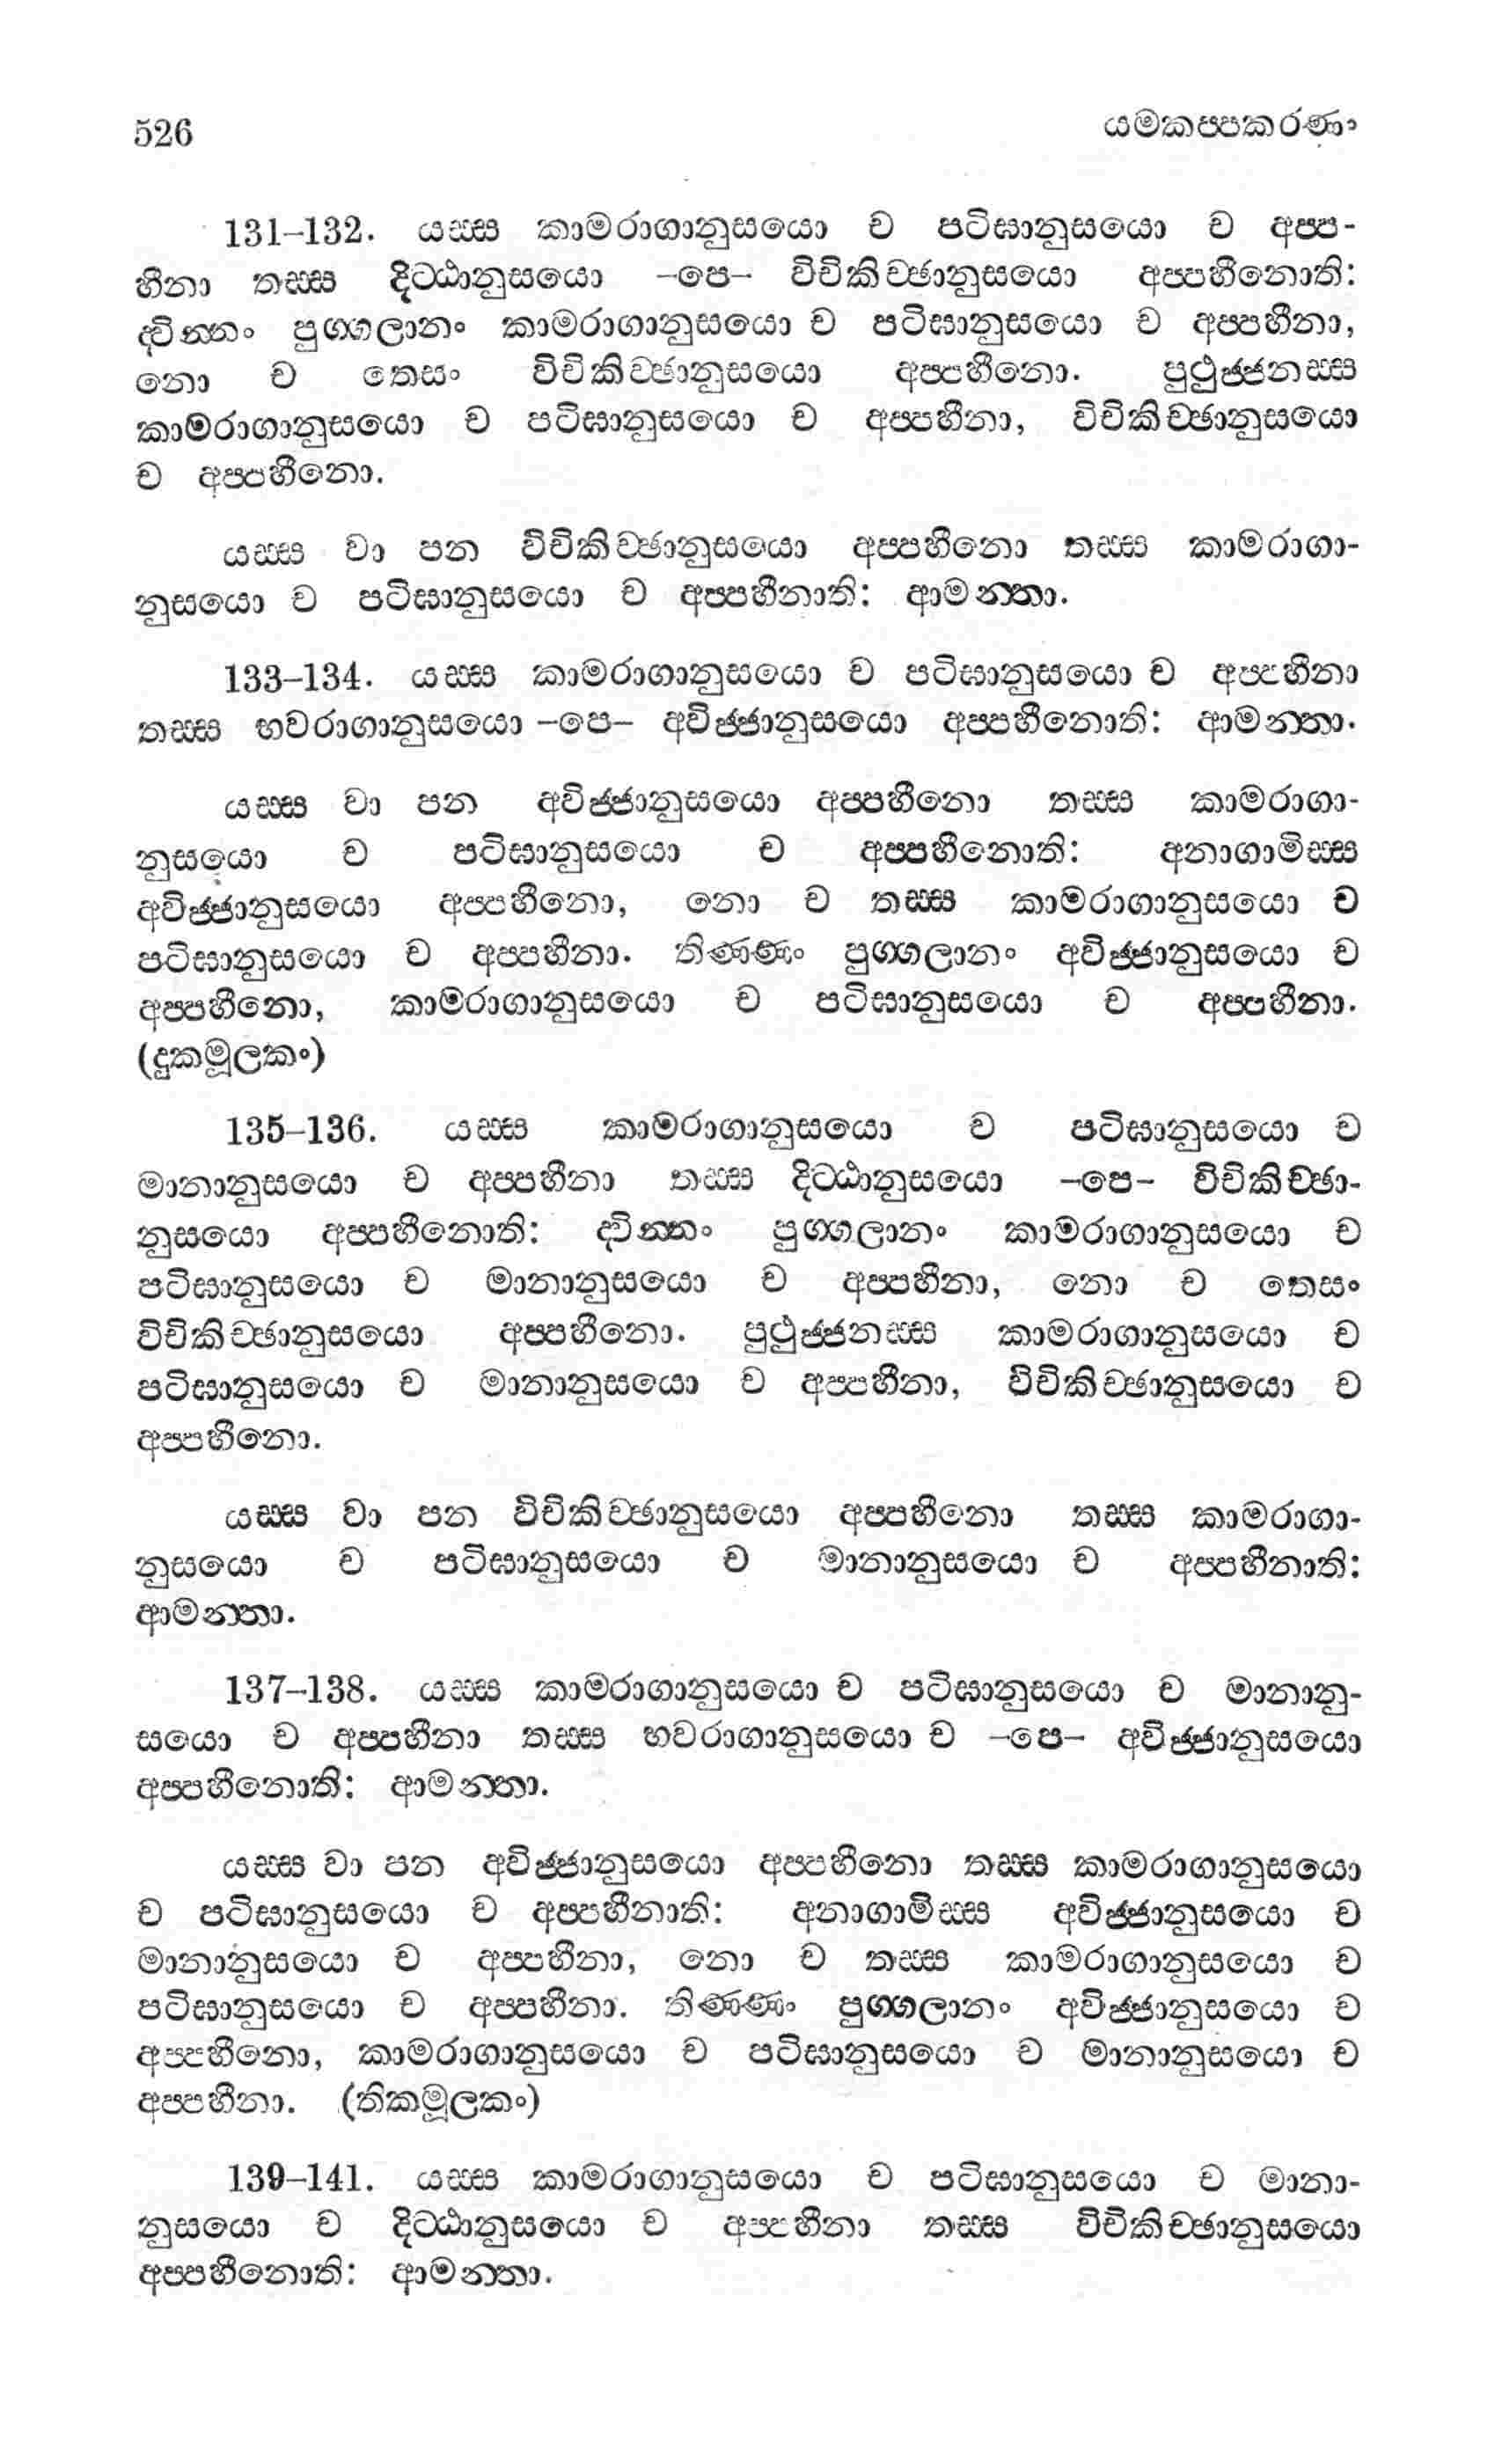 526 යමකප්පකරණං
131–132. යස්ස කාමරාගානුසයො ච පටිඝානුසයො ච අප්ප-
හීනා තස්ස දිට්ඨානුසයො –පෙ– විචිකිච්ඡානුසයො අප්පහීනොති:
ද්වින්නං පුග්ගලානං කාමරාගානුසයො ච පටිඝානුසයො ච අප්පහීනා,
නො ච තෙසං විචිකිච්ඡානුසයො අප්පහීනො. පුථුජ්ජනස්ස
කාමරාගානුසයො ච පටිඝානුසයො ච අප්පහීනා, විචිකිච්ඡානුසයො
ච අප්පහීනො.
යස්ස වා පන විචිකිච්ඡානුසයො අප්පහීනො තස්ස කාමරාගා-
නුසයො ච පටිඝානුසයො ච අප්පහීනාති: ආමන්තා.
133–134. යස්ස කාමරාගානුසයො ච පටිඝානුසයො ච අප්පහීනා
තස්ස භවරාගානුසයො –පෙ– අවිජ්ජානුසයො අප්පහීනොති: ආමන්තා.
යස්ස වා පන අවිජ්ජානුසයො අප්පහීනො තස්ස කාමරාගා-
නුසයො ච පටිඝානුසයො ච අප්පහීනොති: අනාගාමිස්ස
අවිජ්ජානුසයො අප්පහීනො, නො ච තස්ස කාමරාගානුසයො ච
පටිඝානුසයො ච අප්පහීනා. තිණ්ණං පුග්ගලානං අවිජ්ජානුසයො ච
අප්පහීනො, කාමරාගානුසයො ච පටිඝානුසයො ච අප්පහීනා.
(දුකමූලකං)
135–136. යස්ස කාමරාගානුසයො ච පටිඝානුසයො ච
මානානුසයො ච අප්පහීනා තස්ස දිට්ඨානුසයො –පෙ– විචිකිච්ඡා-
නුසයො අප්පහීනොති: ද්වින්නං පුග්ගලානං කාමරාගානුසයො ච
පටිඝානුසයො ච මානානුසයො ච අප්පහීනා, නො ච තෙසං
විචිකිච්ඡානුසයො අප්පහීනො. පුථුජ්ජනස්ස කාමරාගානුසයො ච
පටිඝානුසයො ච මානානුසයො ච අප්පහීනා, විචිකිච්ඡානුසයො ච
අප්පහීනො.
යස්ස වා පන විචිකිච්ඡානුසයො අප්පහීනො තස්ස කාමරාගා-
නුසයො ච පටිඝානුසයො ච මානානුසයො ච අප්පහීනාති:
ආමන්තා.
137–138. යස්ස කාමරාගානුසයො ච පටිඝානුසයො ච මානානු-
සයො ච අප්පහීනා තස්ස භවරාගානුසයො ච –පෙ– අවිජ්ජානුසයො
අප්පහීනොති: ආමන්තා.
යස්ස වා පන අවිජ්ජානුසයො අප්පහීනො තස්ස කාමරාගානුසයො
ච පටිඝානුසයො ච අප්පහීනාති: අනාගාමිස්ස අවිජ්ජානුසයො ච
මානානුසයො ච අප්පහීනා, නො ච තස්ස කාමරාගානුසයො ච
පටිඝානුසයො ච අප්පහීනා. තිණ්ණං පුග්ගලානං අවිජ්ජානුසයො ච
අප්පහීනො, කාමරාගානුසයො ච පටිඝානුසයො ච මානානුසයො ච
අප්පහීනා. (තිකමූලකං)
139–141. යස්ස කාමරාගානුසයො ච පටිඝානුසයො ච මානා-
නුසයො ච දිට්ඨානුසයො ච අප්පහීනා තස්ස විචිකිච්ඡානුසයො
අප්පහීනොති: ආමන්තා.